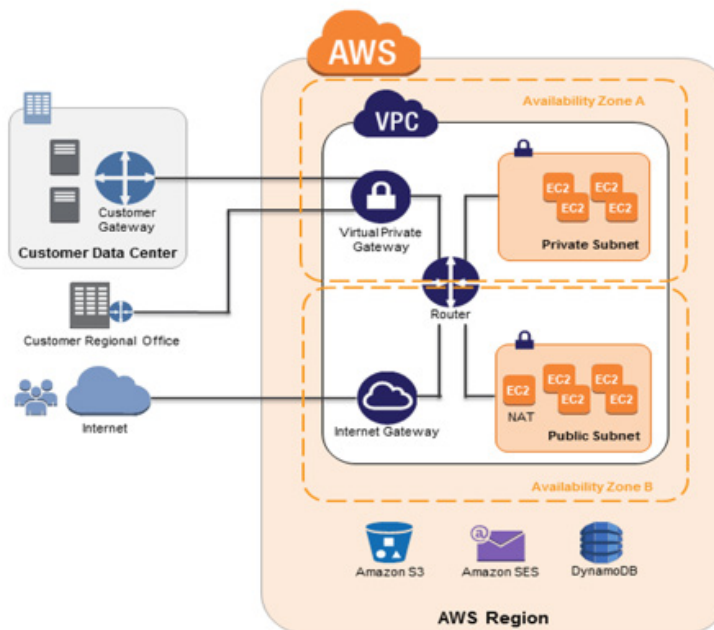 AWS
Availability Zone A
VPC
EC2 EC2
EC2 EC2
Private Subnet
Customer
Gateway
Customer Data Center
Virtual Private
Gateway
Router
Customer Regional Office
Internet
Internet Gateway
EC2 EC2 EC2
EC2 EC2
NAT
Public Subnet
Availability Zone B
@
Amazon S3
Amazon SES
DynamoDB
AWS Region